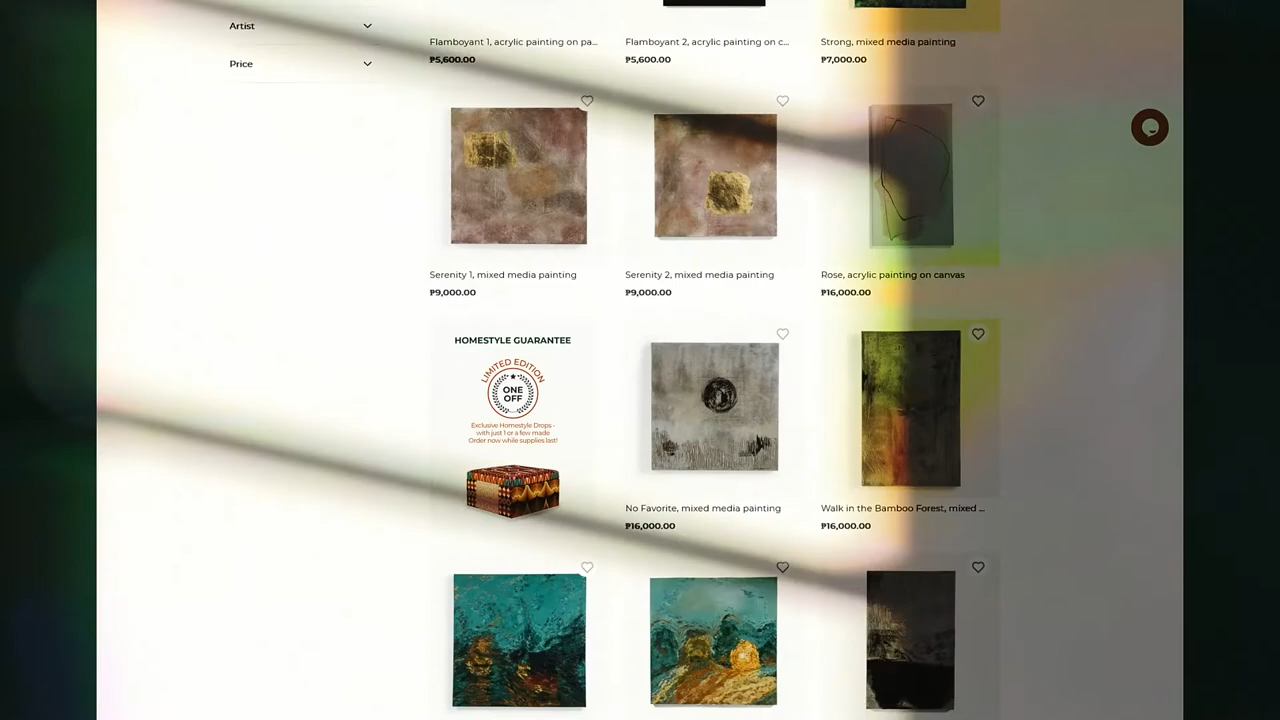 Artist
Price
Flamboyant 1, acrylic painting on pa...
₱5,600.00
Flamboyant 2, acrylic painting on c...
₱5,600.00
Strong, mixed media painting
₱7,000.00
Serenity 1, mixed media painting
₱9,000.00
Serenity 2, mixed media painting
₱9,000.00
Rose, acrylic painting on canvas
₱16,000.00
HOMESTYLE GUARANTEE
LIMITED EDITION
ONE
OFF
Exclusive Homestyle Drops -
with just 1 or a few made
Order now while supplies last!
No Favorite, mixed media painting
₱16,000.00
Walk in the Bamboo Forest, mixed ...
₱16,000.00